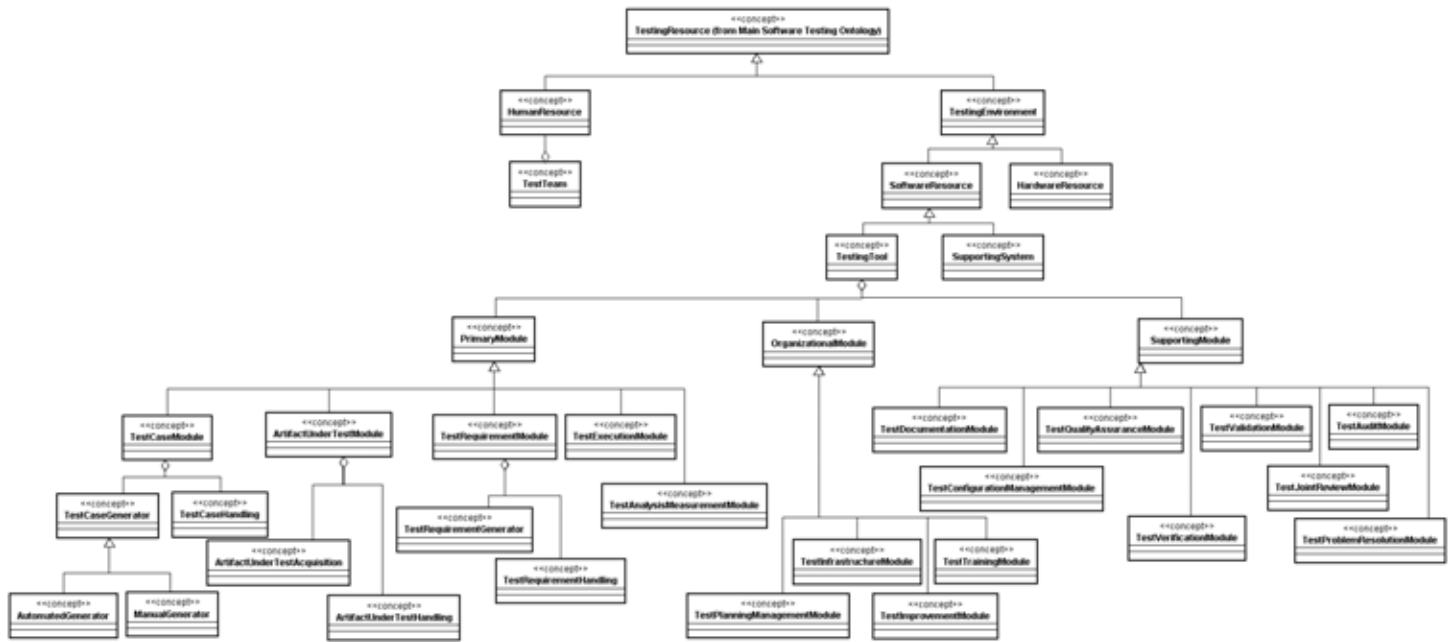 <<concept>>
TestingResource (from Main Software Testing Ontology)
<<concept>>
HumanResource
<<concept>>
TestingEnvironment
<<concept>>
TestTeam
<<concept>>
SoftwareResource
<<concept>>
HardwareResource
<<concept>>
TestingTool
<<concept>>
SupportingSystem
<<concept>>
PrimaryModule
<<concept>>
OrganizationalModule
<<concept>>
SupportingModule
<<concept>>
TestCaseModule
<<concept>>
ArtifactUnderTestModule
<<concept>>
TestRequirementModule
<<concept>>
TestExecutionModule
<<concept>>
TestDocumentationModule
<<concept>>
TestQualityAssuranceModule
<<concept>>
TestValidationModule
<<concept>>
TestAuditModule
<<concept>>
TestCaseGenerator
<<concept>>
TestCaseHandling
<<concept>>
TestAnalysisMeasurementModule
<<concept>>
TestConfigurationManagementModule
<<concept>>
TestJointReviewModule
<<concept>>
ArtifactUnderTestAcquisition
<<concept>>
TestRequirementGenerator
<<concept>>
TestRequirementHandling
<<concept>>
TestInfrastructureModule
<<concept>>
TestTrainingModule
<<concept>>
TestVerificationModule
<<concept>>
TestProblemResolutionModule
<<concept>>
AutomatedGenerator
<<concept>>
ManualGenerator
<<concept>>
ArtifactUnderTestHandling
<<concept>>
TestPlanningManagementModule
<<concept>>
TestImprovementModule